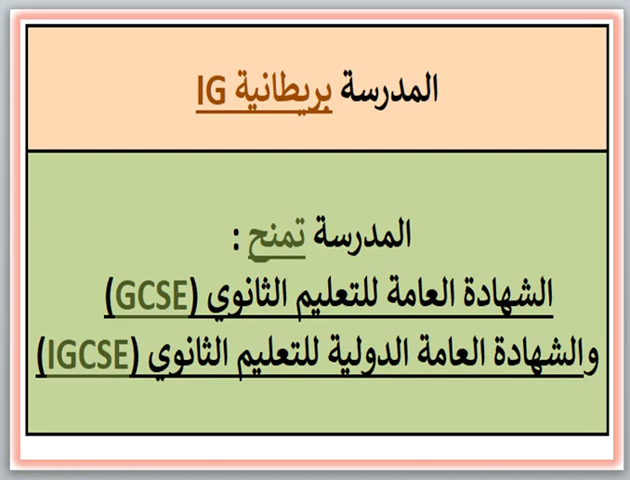 المدرسة بريطانية IG
المدرسة تمنح :
الشهادة العامة للتعليم الثانوي (GCSE)
والشهادة العامة الدولية للتعليم الثانوي (IGCSE)